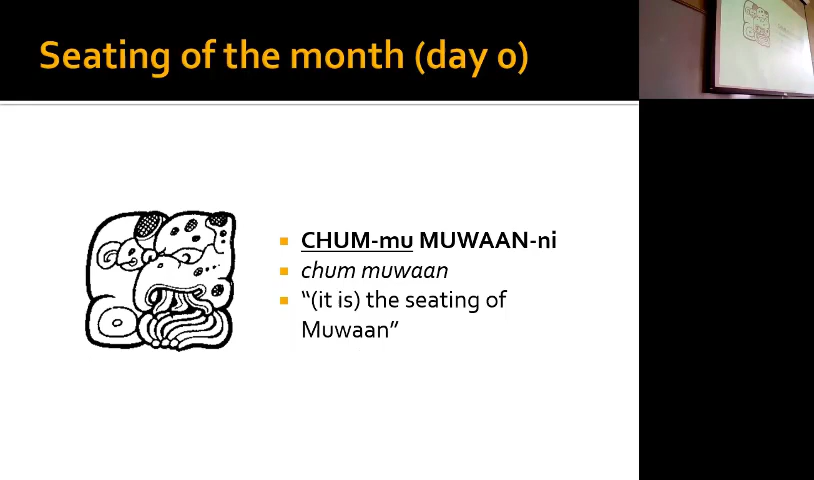 Seating of the month (day 0)
CHUM-mu MUWAAN-ni
chum muwaan
“(it is) the seating of
Muwaan”